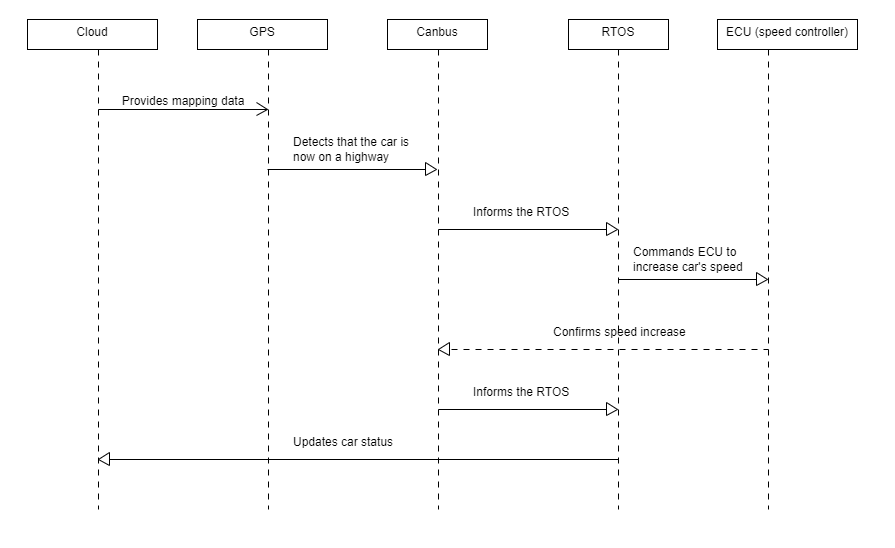 Cloud
GPS
Canbus
RTOS
ECU (speed controller)
Provides mapping data
Detects that the car is
now on a highway
Informs the RTOS
Commands ECU to
increase car's speed
Confirms speed increase
Informs the RTOS
Updates car status